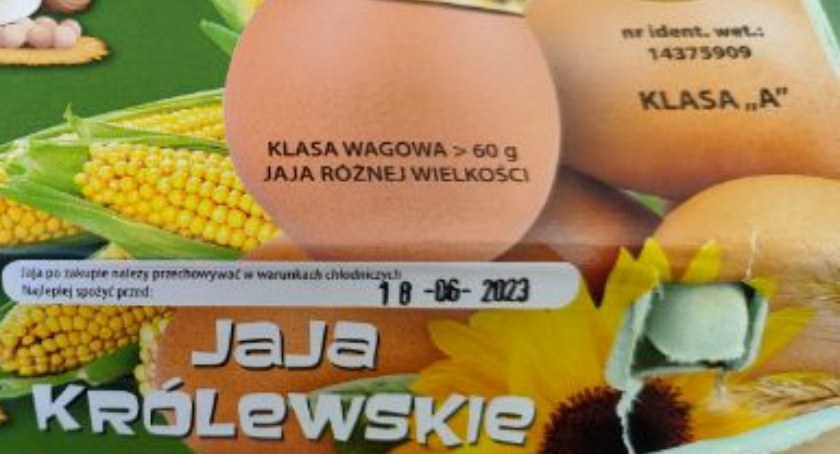 nr ident. wet.:
14375909
KLASA „A”
KLASA WAGOWA > 60 g
JAJA RÓŻNEJ WIELKOŚCI
Jaja po zakupie należy przechowywać w warunkach chłodniczych
Najlepiej spożyć przed: 18 -06- 2023
Jaja
KRÓLewskie